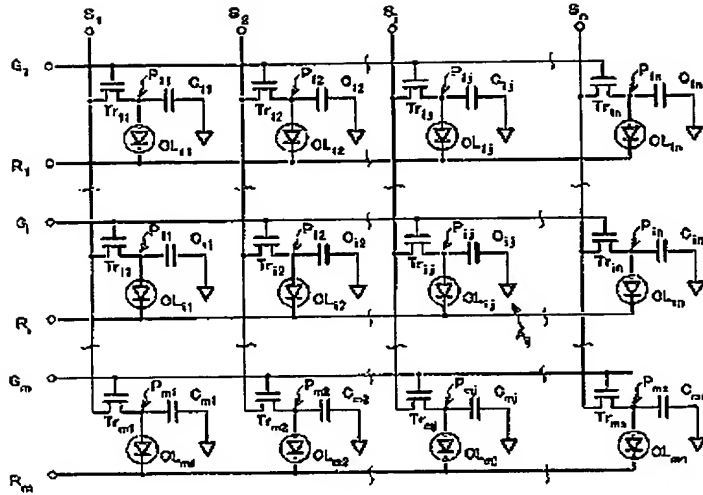 S₁ S₂ Sⱼ Sₙ
G₁ P₁₁ C₁₁ P₁₂ C₁₂ P₁ⱼ C₁ⱼ P₁ₙ C₁ₙ
Tr₁₁ Tr₁₂ Tr₁ⱼ Tr₁ₙ
OL₁₁ OL₁₂ OL₁ⱼ OL₁ₙ
R₁
Gᵢ Pᵢ₁ Cᵢ₁ Pᵢ₂ Cᵢ₂ Pᵢⱼ Cᵢⱼ Pᵢₙ Cᵢₙ
Trᵢ₁ Trᵢ₂ Trᵢⱼ Trᵢₙ
OLᵢ₁ OLᵢ₂ OLᵢⱼ OLᵢₙ
Rᵢ Aᵢⱼ
Gₘ Pₘ₁ Cₘ₁ Pₘ₂ Cₘ₂ Pₘⱼ Cₘⱼ Pₘₙ Cₘₙ
Trₘ₁ Trₘ₂ Trₘⱼ Trₘₙ
OLₘ₁ OLₘ₂ OLₘⱼ OLₘₙ
Rₘ